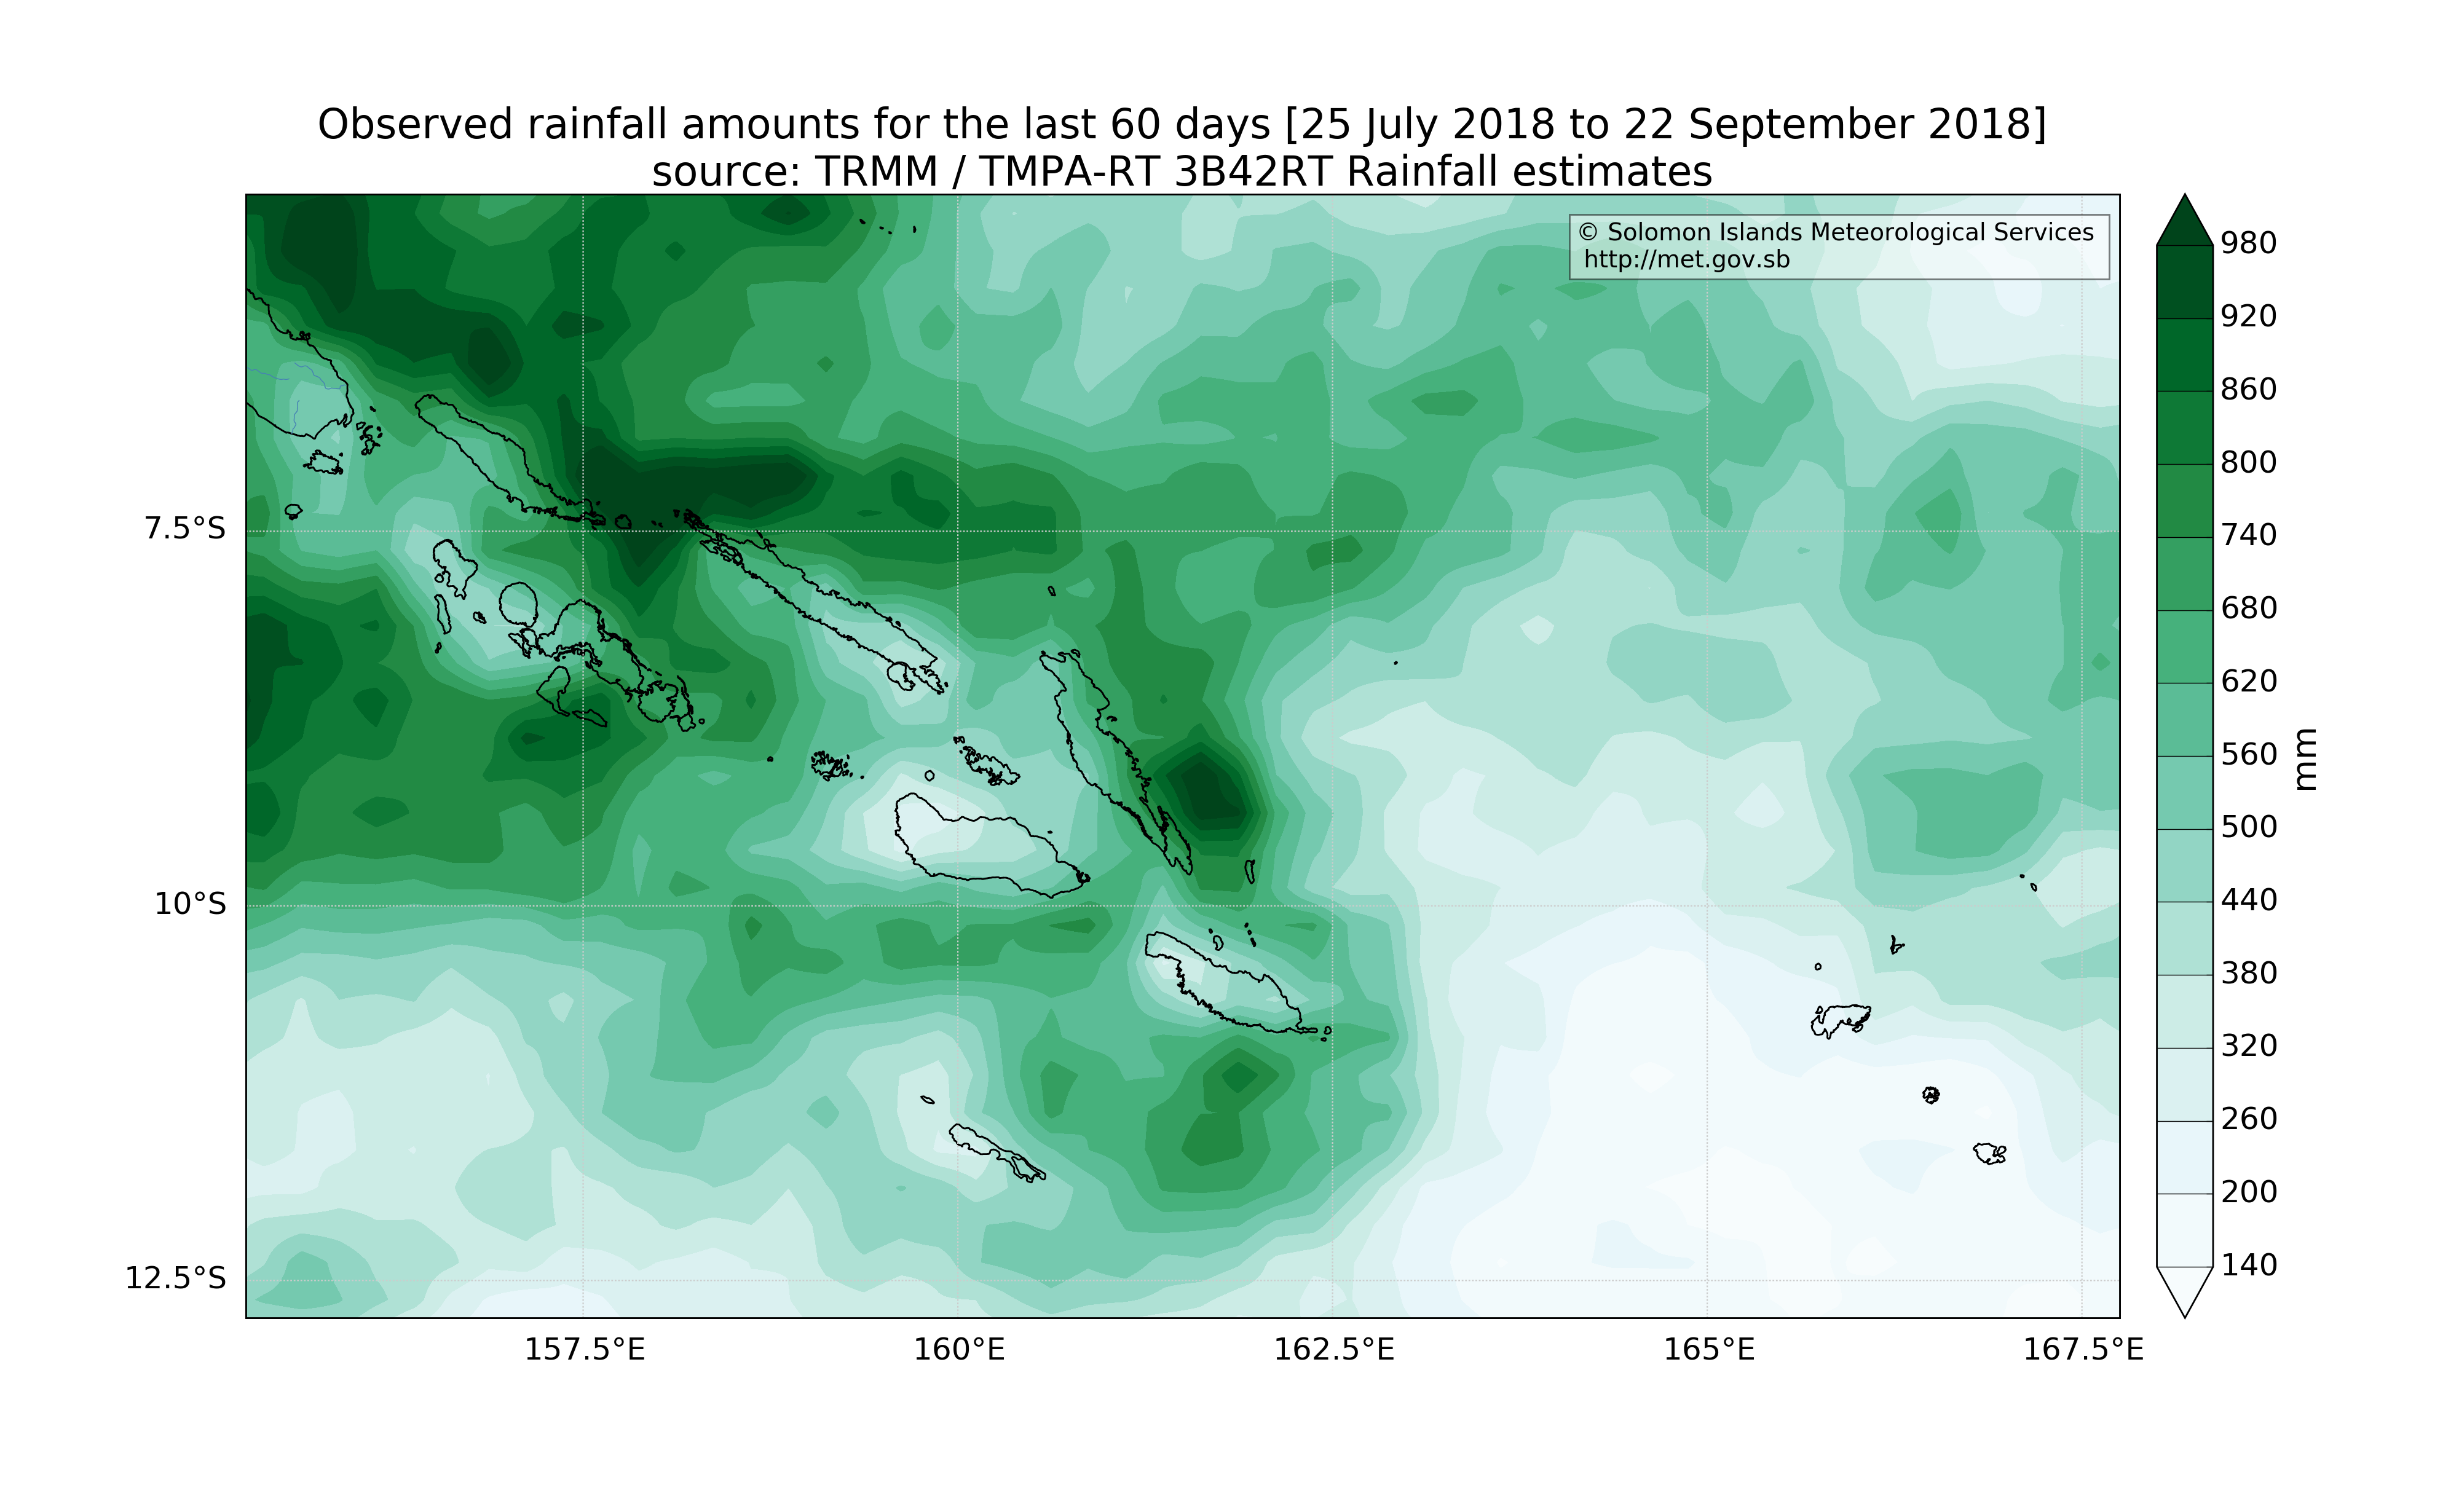 Observed rainfall amounts for the last 60 days [25 July 2018 to 22 September 2018]
source: TRMM / TMPA-RT 3B42RT Rainfall estimates
© Solomon Islands Meteorological Services
http://met.gov.sb
7.5°S
10°S
12.5°S
157.5°E
160°E
162.5°E
165°E
167.5°E
980
920
860
800
740
680
620
560
500
440
380
320
260
200
140
mm